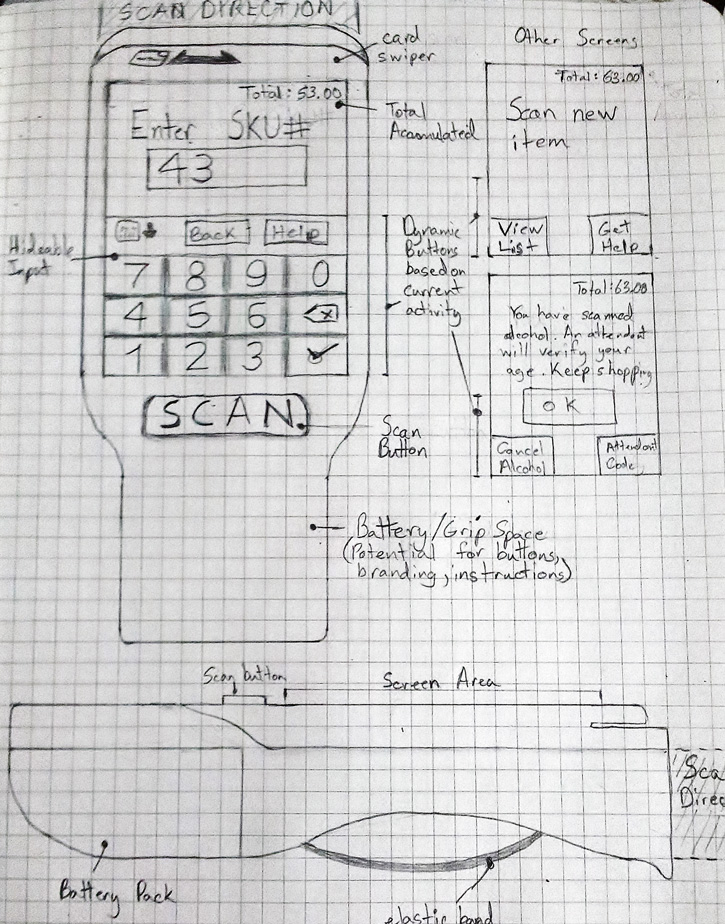 SCAN DIRECTION
card
swiper
Total: 53.00
Enter SKU#
43
Total
Accumulated
Back
Help
Hideable
Input
7 8 9 0
4 5 6
1 2 3
SCAN
Scan
Button
Dynamic
Buttons
based on
current
activity
Other Screens
Total: 63.00
Scan new
item
View
List
Get
Help
Total: 63.00
You have scanned
alcohol. An attendant
will verify your
age. Keep shopping
OK
Cancel
Alcohol
Attendant
Code
Battery/Grip Space
(Potential for buttons,
branding, instructions)
Scan button
Screen Area
Sca
Direc
Battery Pack
elastic band